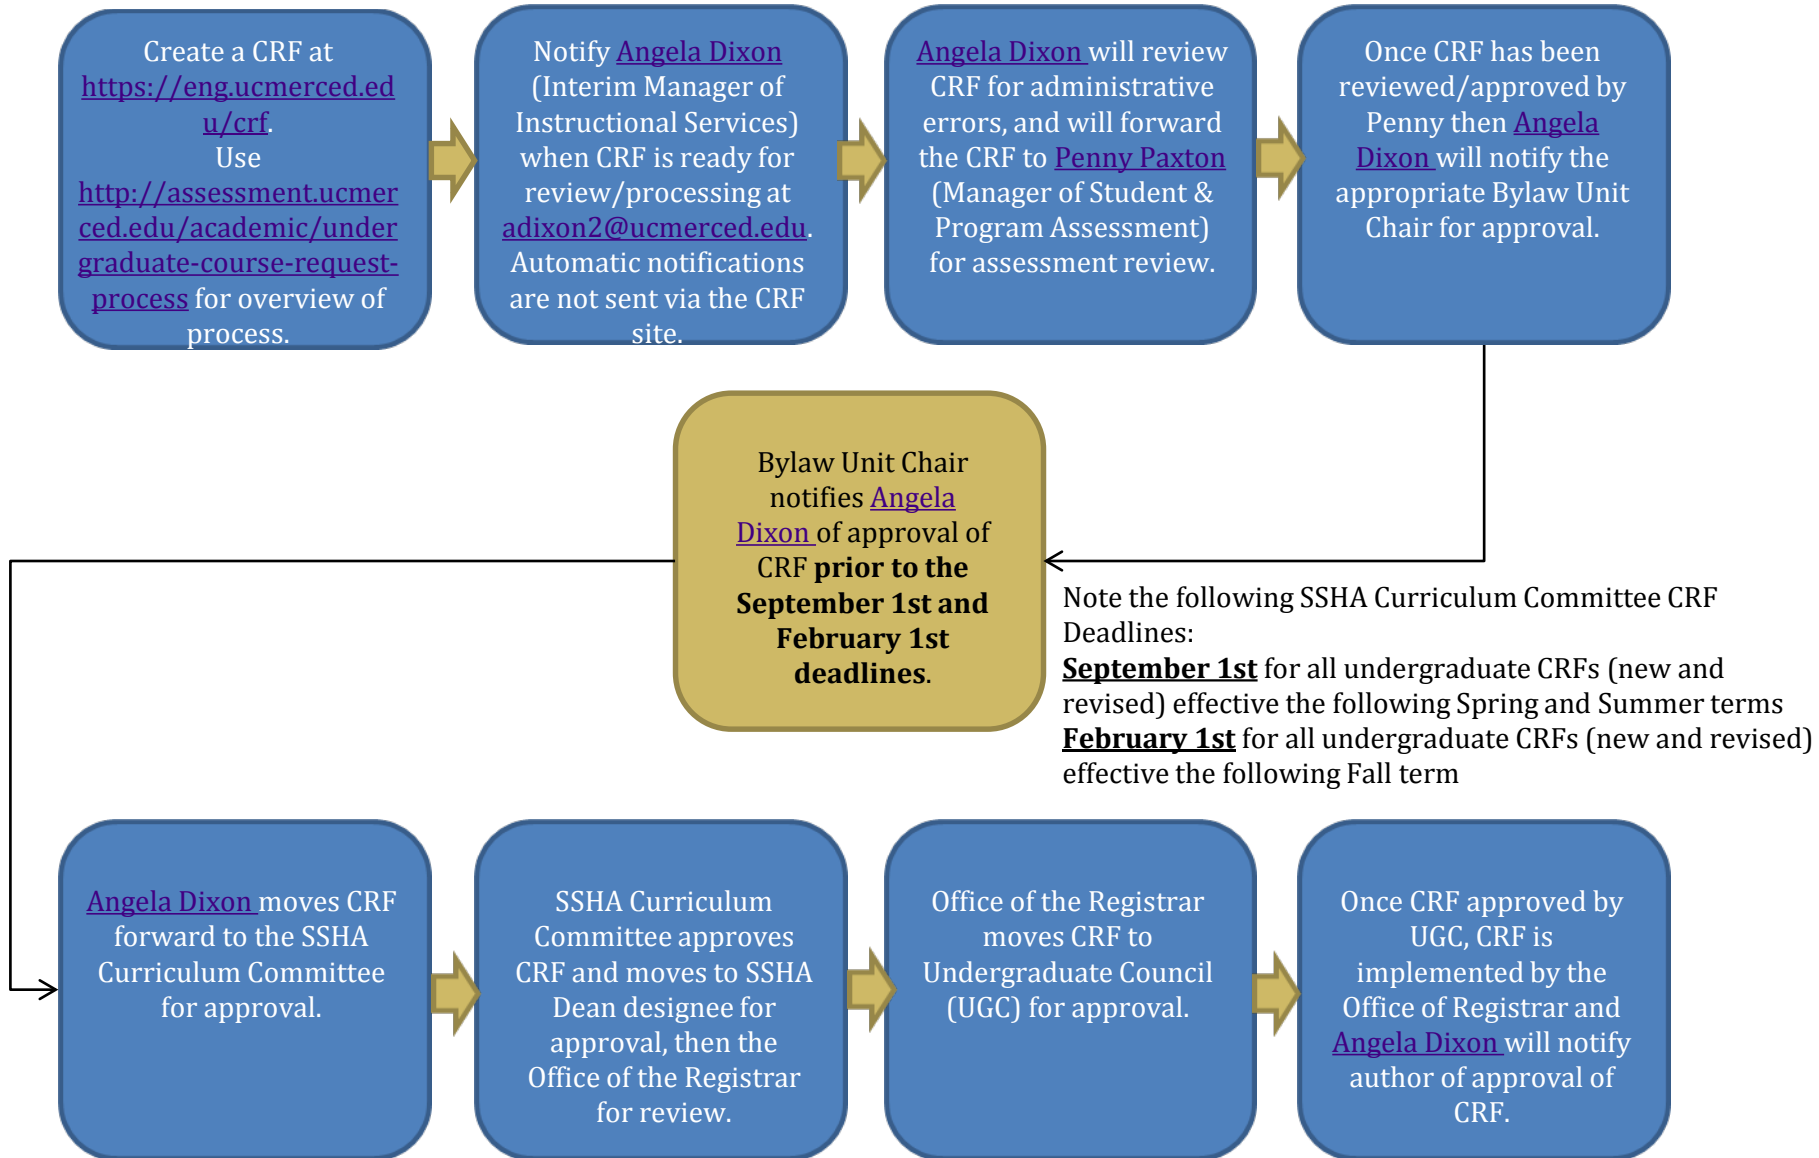 Create a CRF at
https://eng.ucmerced.ed
u/crf.
Use
http://assessment.ucmer
ced.edu/academic/under
graduate-course-request-
process for overview of
process.
Notify Angela Dixon
(Interim Manager of
Instructional Services)
when CRF is ready for
review/processing at
adixon2@ucmerced.edu.
Automatic notifications
are not sent via the CRF
site.
Angela Dixon will review
CRF for administrative
errors, and will forward
the CRF to Penny Paxton
(Manager of Student &
Program Assessment)
for assessment review.
Once CRF has been
reviewed/approved by
Penny then Angela
Dixon will notify the
appropriate Bylaw Unit
Chair for approval.
Bylaw Unit Chair
notifies Angela
Dixon of approval of
CRF prior to the
September 1st and
February 1st
deadlines.
Note the following SSHA Curriculum Committee CRF
Deadlines:
September 1st for all undergraduate CRFs (new and
revised) effective the following Spring and Summer terms
February 1st for all undergraduate CRFs (new and revised)
effective the following Fall term
Angela Dixon moves CRF
forward to the SSHA
Curriculum Committee
for approval.
SSHA Curriculum
Committee approves
CRF and moves to SSHA
Dean designee for
approval, then the
Office of the Registrar
for review.
Office of the Registrar
moves CRF to
Undergraduate Council
(UGC) for approval.
Once CRF approved by
UGC, CRF is
implemented by the
Office of Registrar and
Angela Dixon will notify
author of approval of
CRF.